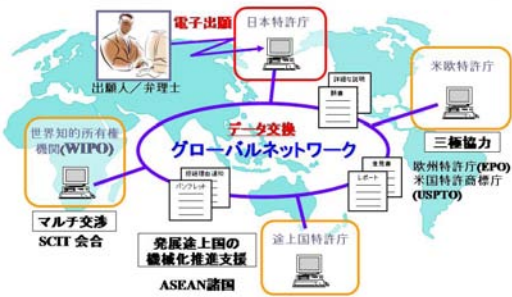 電子出願
日本特許庁
出願人／弁理士
米欧特許庁
詳細な説明
願書
データ交換
グローバルネットワーク
三極協力
世界知的所有権
機関(WIPO)
欧州特許庁(EPO)
米国特許商標庁
(USPTO)
意見書
レポート
パンフレット
マルチ交渉
SCIT 会合
発展途上国の
機械化推進支援
途上国特許庁
ASEAN諸国